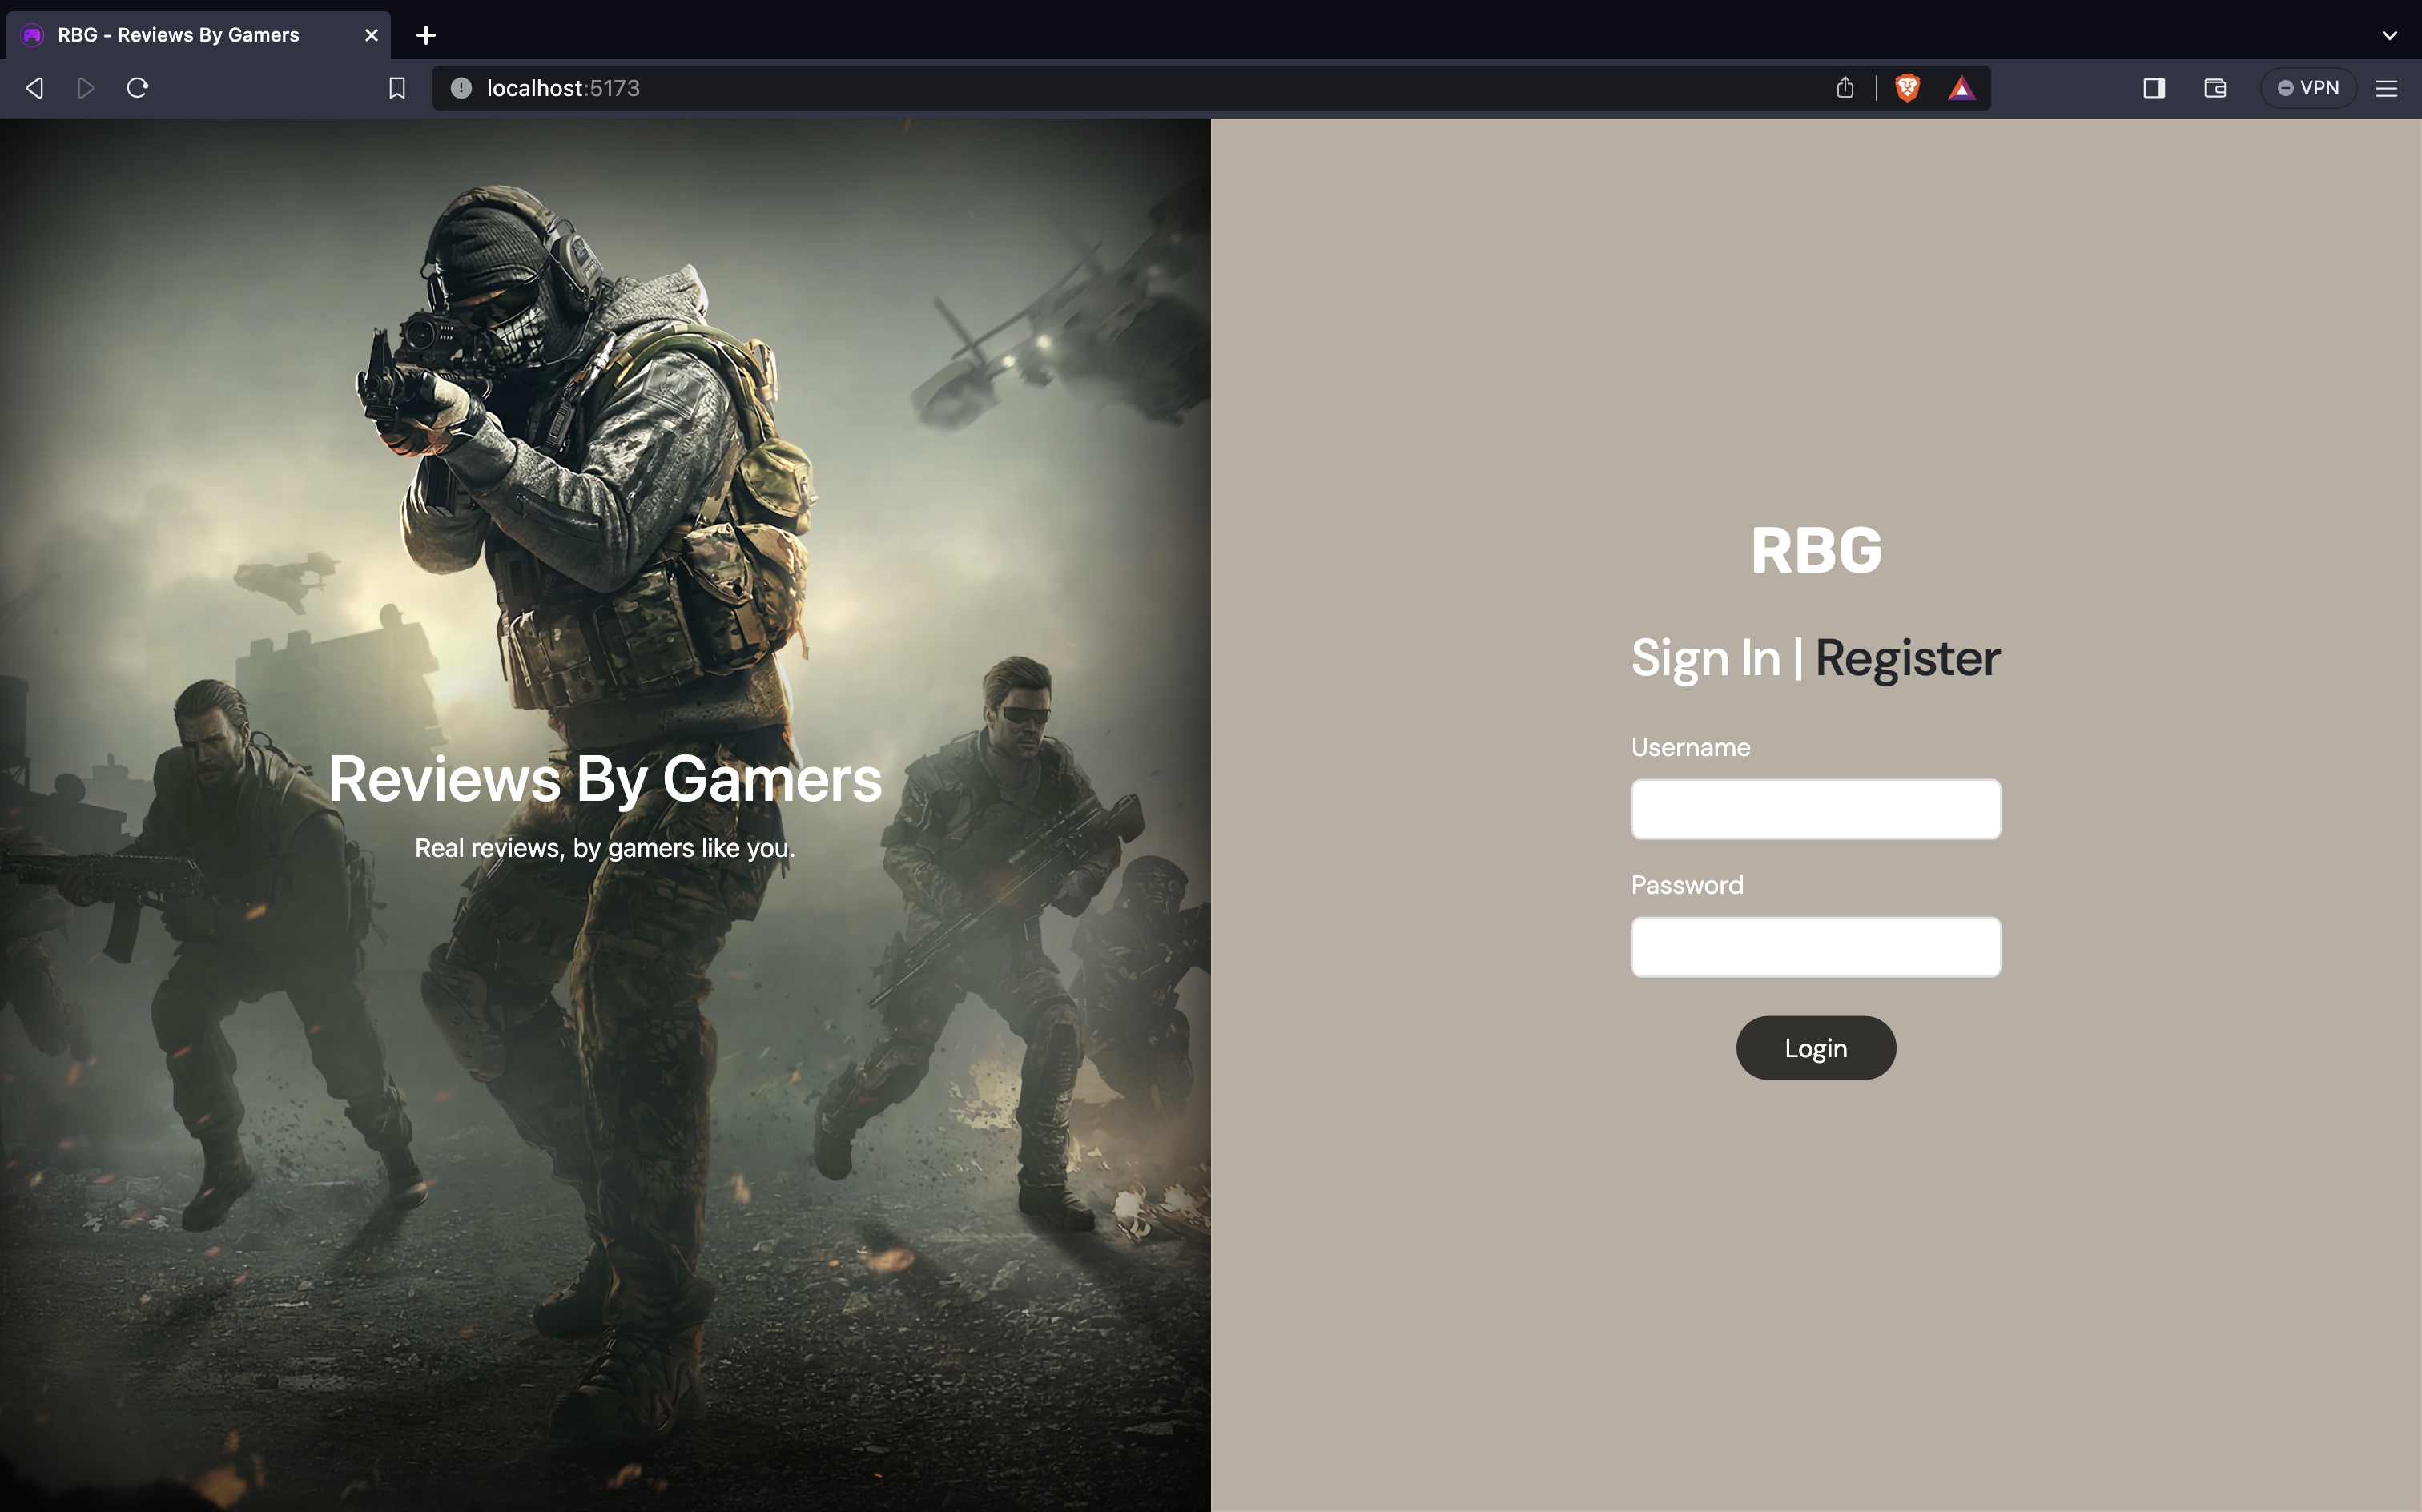 RBG - Reviews By Gamers
localhost:5173
VPN
Reviews By Gamers
Real reviews, by gamers like you.
RBG
Sign In | Register
Username
Password
Login